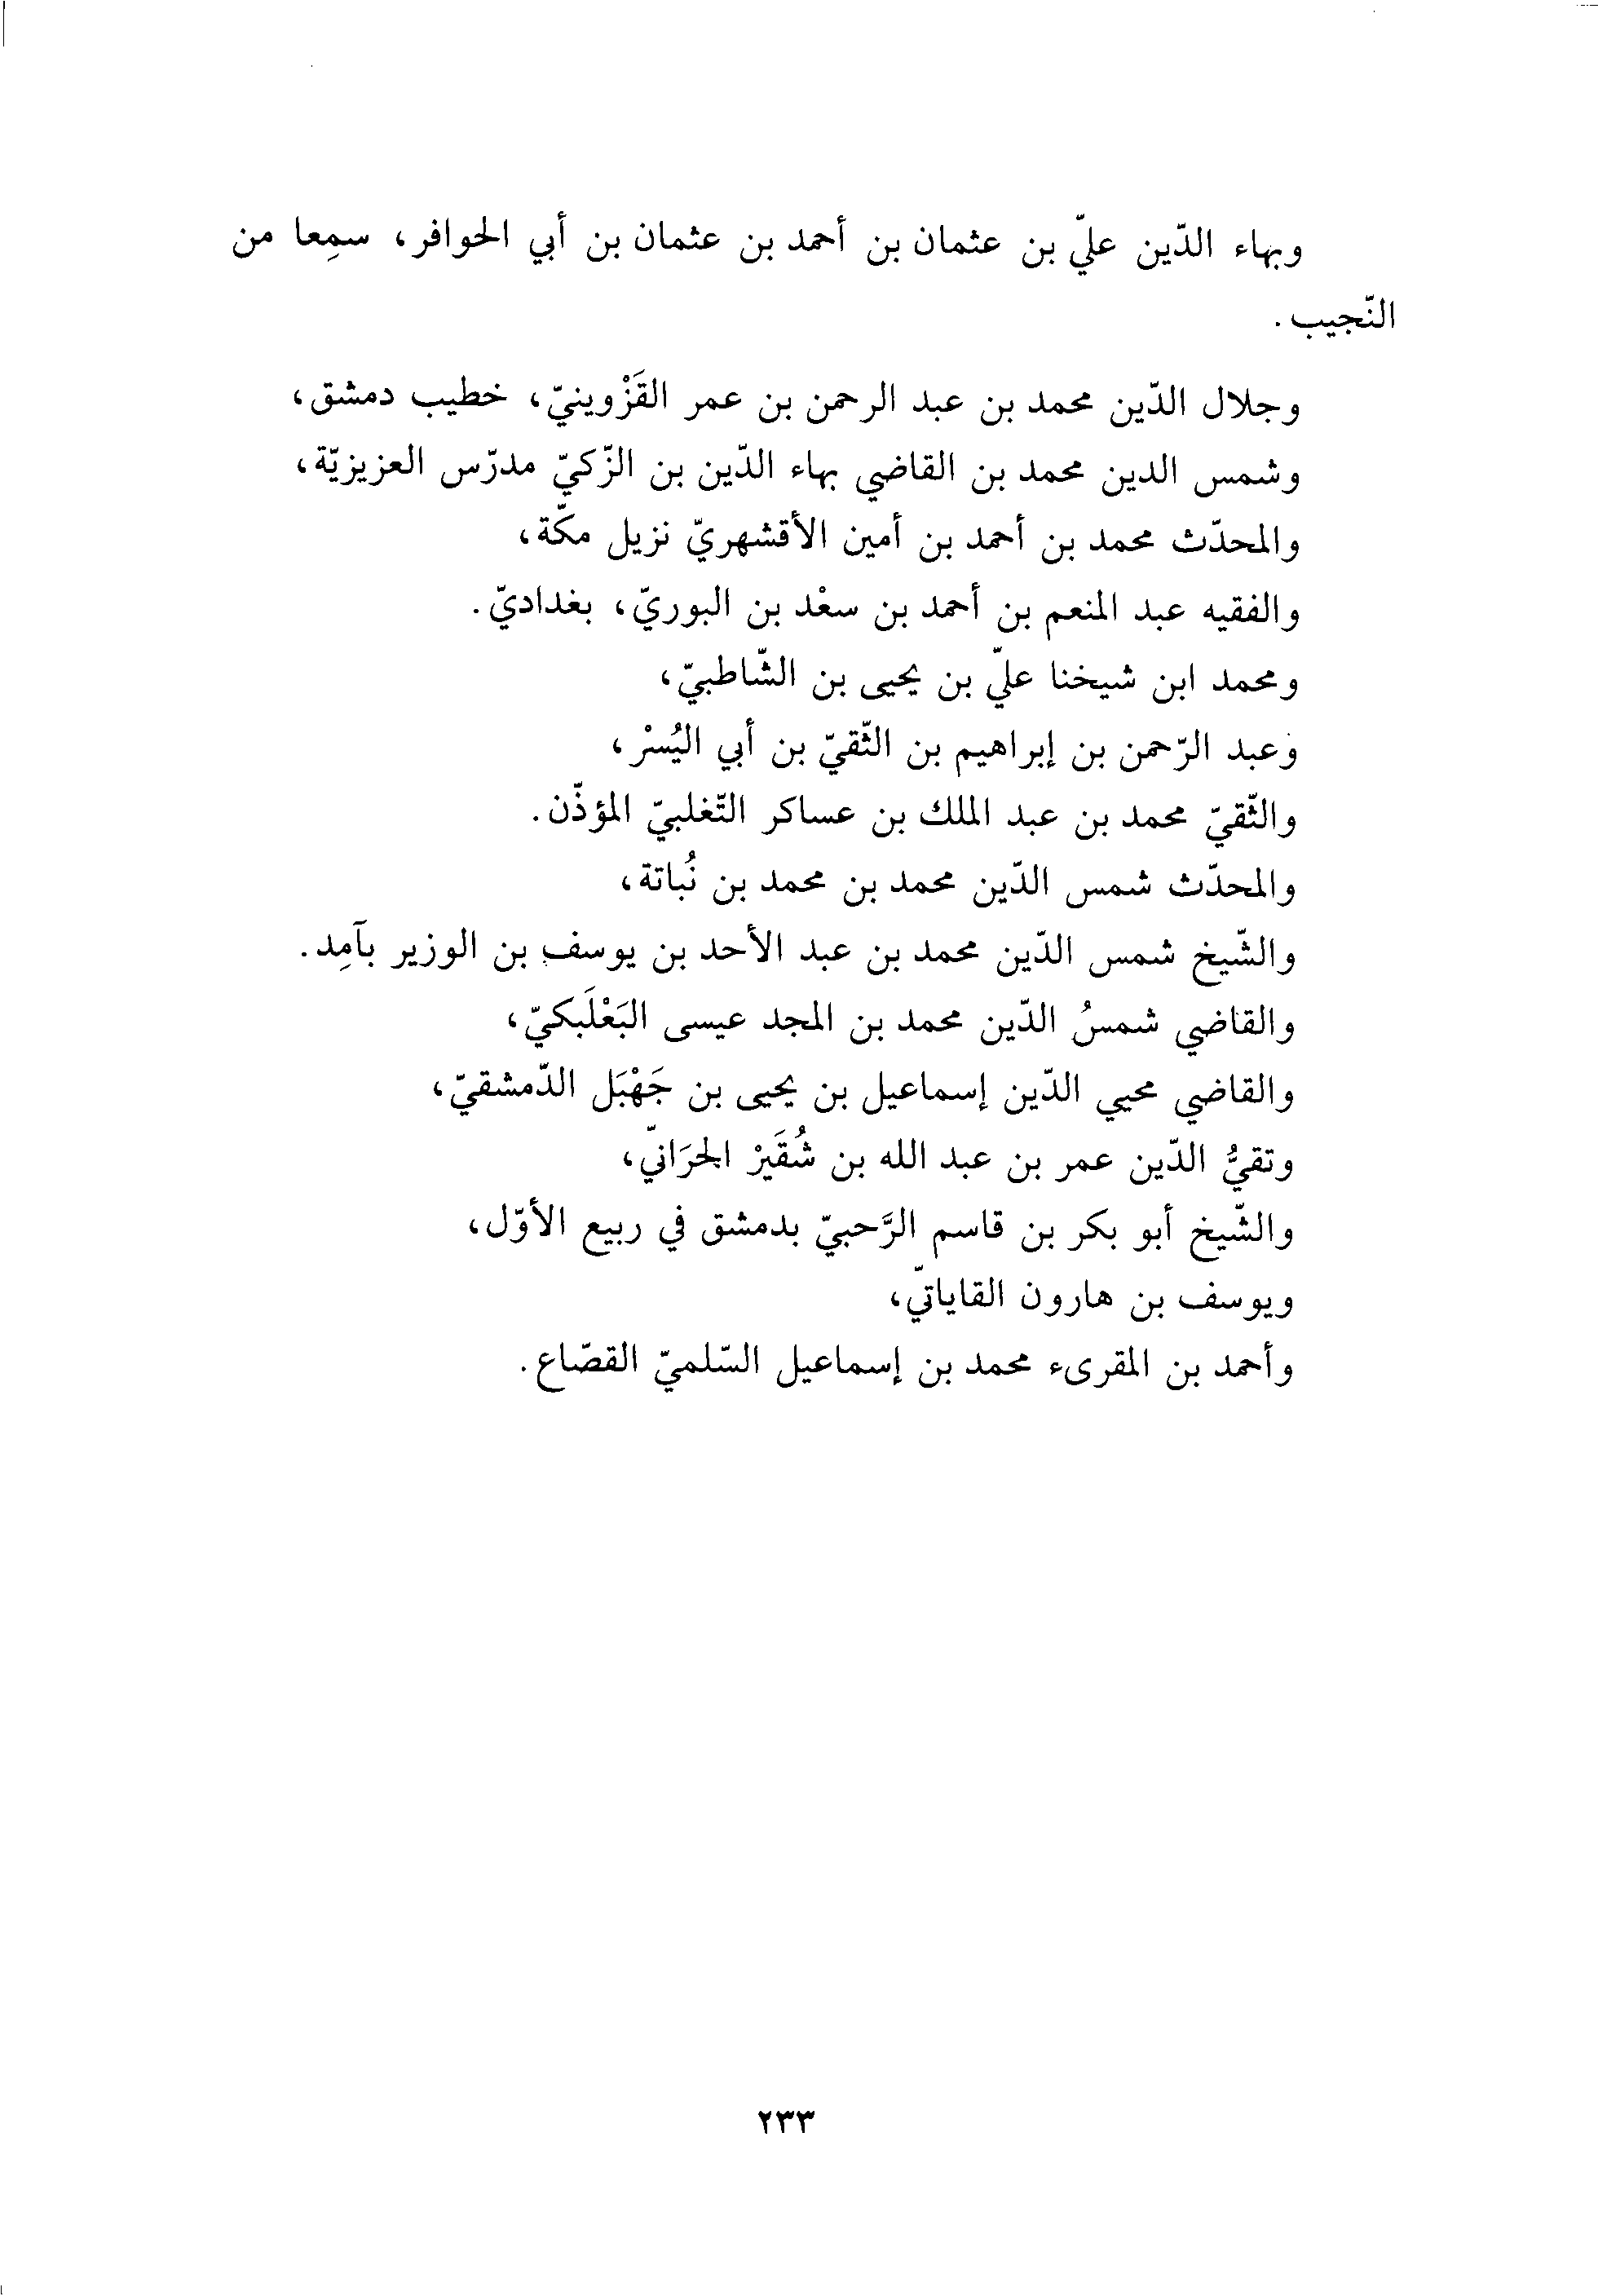 وبهاء الدّين عليّ بن عثمان بن أحمد بن عثمان بن أبي الحوافر، سمِعا من
النّجيب.
وجلال الدّين محمد بن عبد الرحمن بن عمر القَزْوينيّ، خطيب دمشق،
وشمس الدين محمد بن القاضي بهاء الدّين بن الزّكيّ مدرّس العزيزيّة،
والمحدّث محمد بن أحمد بن أمين الأقشهريّ نزيل مكّة،
والفقيه عبد المنعم بن أحمد بن سعْد بن البوريّ، بغداديّ.
ومحمد ابن شيخنا عليّ بن يحيى بن الشّاطبيّ،
وعبد الرّحمن بن إبراهيم بن التّقيّ بن أبي اليُسْر،
والتّقيّ محمد بن عبد الملك بن عساكر التّغلبيّ المؤذّن.
والمحدّث شمس الدّين محمد بن محمد بن نُباتة،
والشّيخ شمس الدّين محمد بن عبد الأحد بن يوسف بن الوزير بآمِد.
والقاضي شمسُ الدّين محمد بن المجد عيسى البَعْلَبكيّ،
والقاضي محيي الدّين إسماعيل بن يحيى بن جَهْبَل الدّمشقيّ،
وتقيُّ الدّين عمر بن عبد الله بن شُقَيْر الحرَانيّ،
والشّيخ أبو بكر بن قاسم الرَّحبيّ بدمشق في ربيع الأوّل،
ويوسف بن هارون القاياتيّ،
وأحمد بن المقرىء محمد بن إسماعيل السّلميّ القصّاع.
٢٣٣